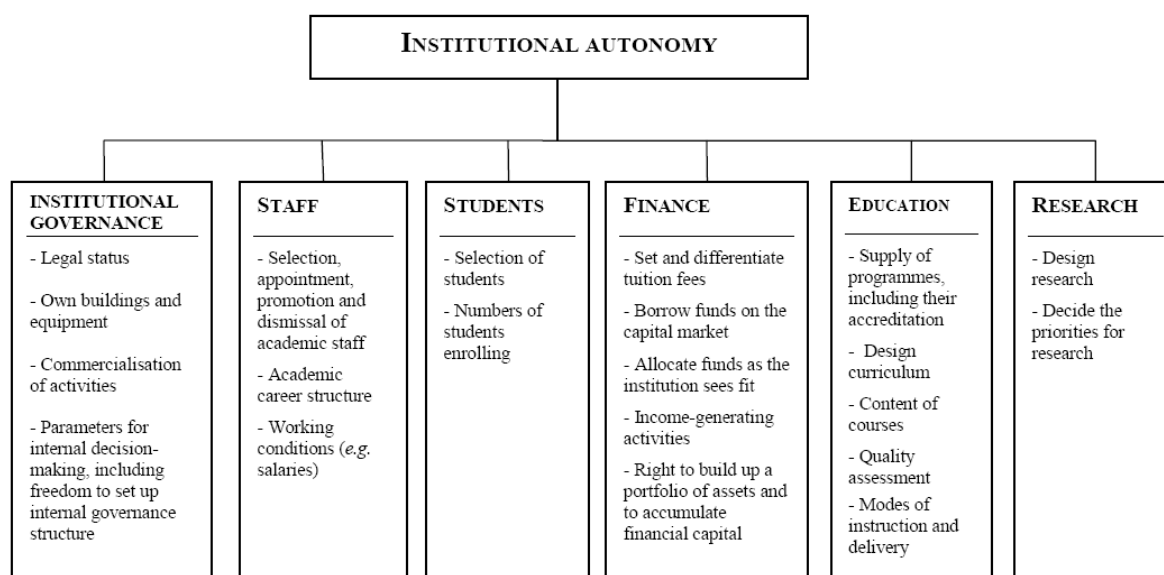 INSTITUTIONAL AUTONOMY
INSTITUTIONAL
GOVERNANCE
- Legal status
- Own buildings and
equipment
- Commercialisation
of activities
- Parameters for
internal decision-
making, including
freedom to set up
internal governance
structure
STAFF
- Selection,
appointment,
promotion and
dismissal of
academic staff
- Academic
career structure
- Working
conditions (e.g.
salaries)
STUDENTS
- Selection of
students
- Numbers of
students
enrolling
FINANCE
- Set and differentiate
tuition fees
- Borrow funds on the
capital market
- Allocate funds as the
institution sees fit
- Income-generating
activities
- Right to build up a
portfolio of assets and
to accumulate
financial capital
EDUCATION
- Supply of
programmes,
including their
accreditation
- Design
curriculum
- Content of
courses
- Quality
assessment
- Modes of
instruction and
delivery
RESEARCH
- Design
research
- Decide the
priorities for
research